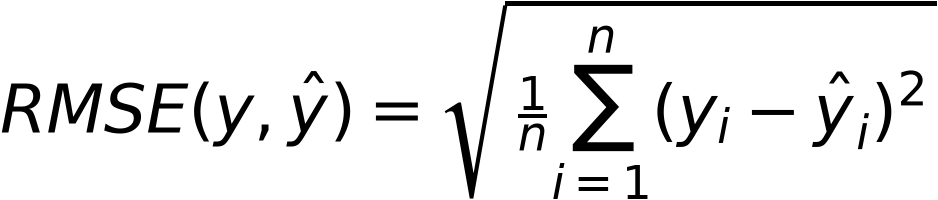 RMSE(y, ŷ) = √(1/n ∑_{i=1}^{n} (y_i − ŷ_i)²)